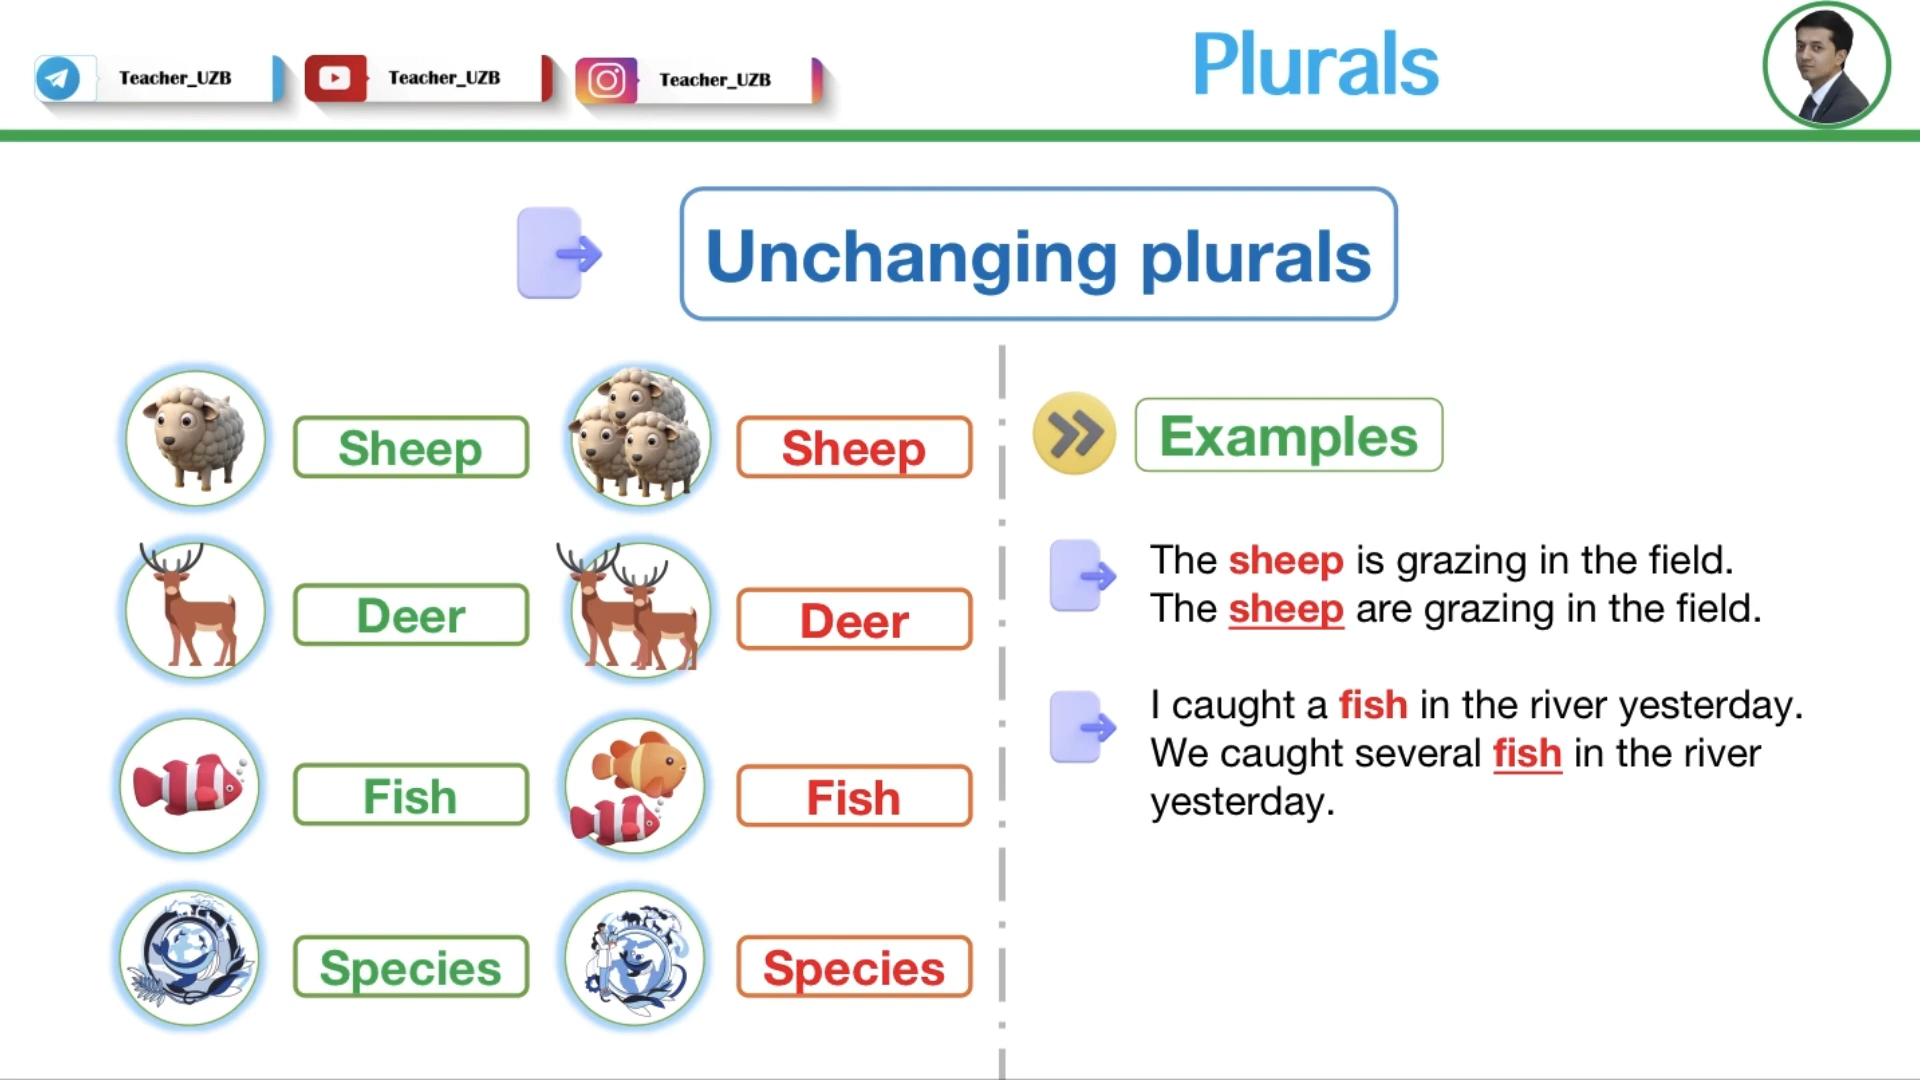 Teacher_UZB
Teacher_UZB
Teacher_UZB
Plurals
Unchanging plurals
Sheep
Sheep
Deer
Deer
Fish
Fish
Species
Species
Examples
The sheep is grazing in the field.
The sheep are grazing in the field.
I caught a fish in the river yesterday.
We caught several fish in the river
yesterday.